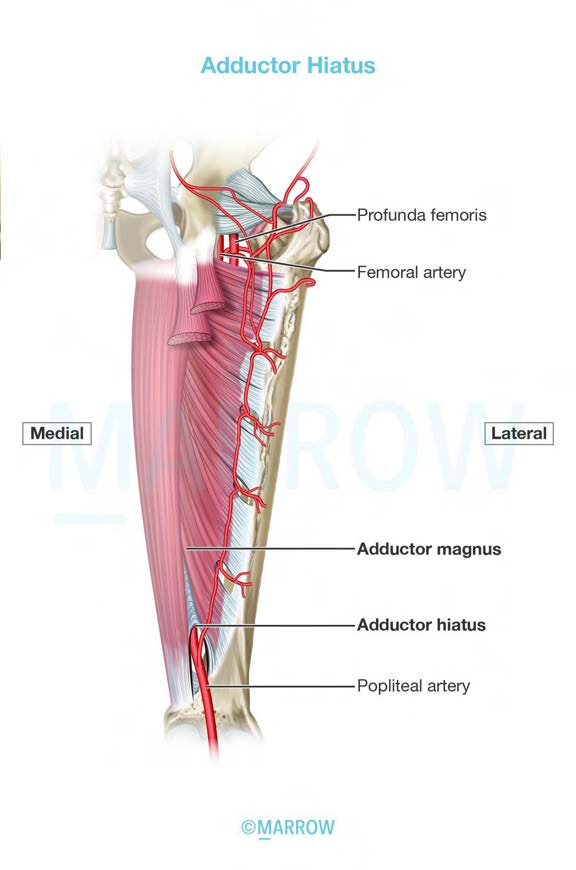 Adductor Hiatus
Profunda femoris
Femoral artery
MARROW
Medial
Lateral
Adductor magnus
Adductor hiatus
Popliteal artery
©MARROW